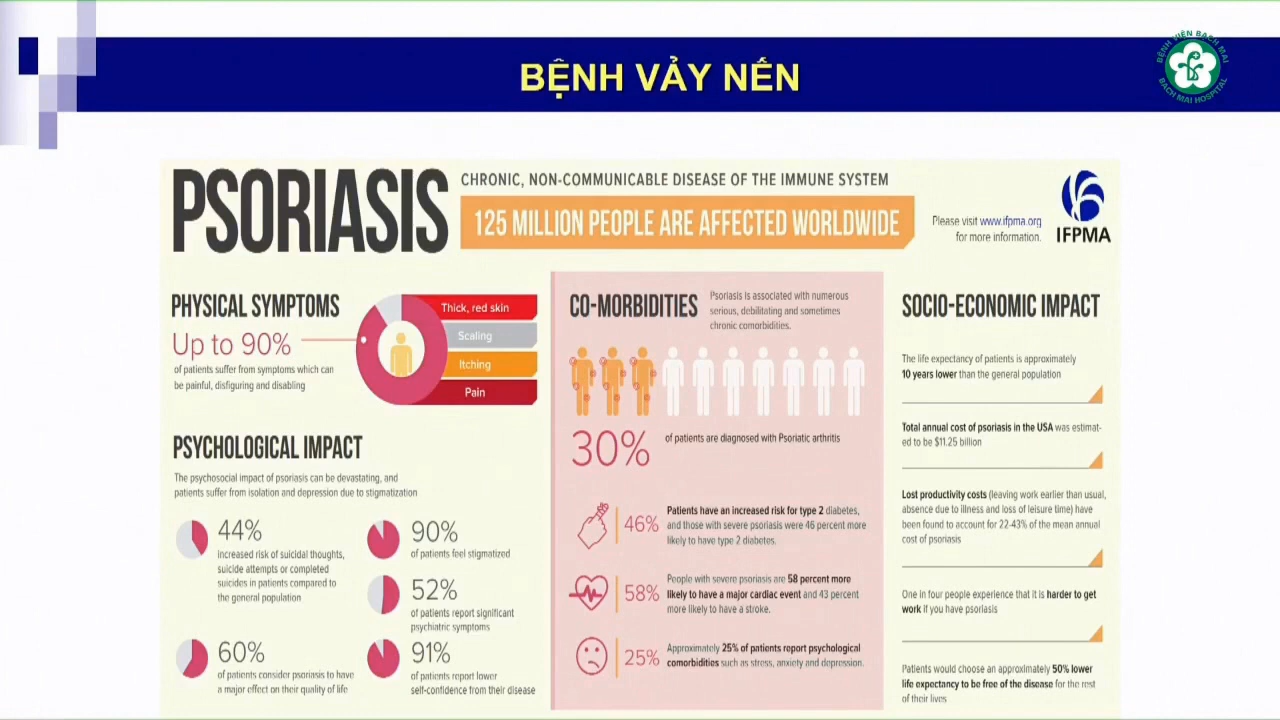 BỆNH VẢY NẾN
BỆNH VIỆN BẠCH MAI
BACH MAI HOSPITAL
PSORIASIS
CHRONIC, NON-COMMUNICABLE DISEASE OF THE IMMUNE SYSTEM
125 MILLION PEOPLE ARE AFFECTED WORLDWIDE
Please visit www.ifpma.org
for more information.
IFPMA
PHYSICAL SYMPTOMS
Up to 90%
of patients suffer from symptoms which can
be painful, disfiguring and disabling
Thick, red skin
Scaling
Itching
Pain
PSYCHOLOGICAL IMPACT
The psychosocial impact of psoriasis can be devastating, and
patients suffer from isolation and depression due to stigmatization
44%
increased risk of suicidal thoughts,
suicide attempts or completed
suicides in patients compared to
the general population
90%
of patients feel stigmatized
52%
of patients report significant
psychiatric symptoms
60%
of patients consider psoriasis to have
a major effect on their quality of life
91%
of patients report lower
self-confidence from their disease
CO-MORBIDITIES
Psoriasis is associated with numerous
serious, debilitating and sometimes
chronic comorbidities.
30%
of patients are diagnosed with Psoriatic arthritis
46%
Patients have an increased risk for type 2 diabetes,
and those with severe psoriasis were 46 percent more
likely to have type 2 diabetes.
58%
People with severe psoriasis are 58 percent more
likely to have a major cardiac event and 43 percent
more likely to have a stroke.
25%
Approximately 25% of patients report psychological
comorbidities such as stress, anxiety and depression.
SOCIO-ECONOMIC IMPACT
The life expectancy of patients is approximately
10 years lower than the general population
Total annual cost of psoriasis in the USA was estimat-
ed to be $11.25 billion
Lost productivity costs (leaving work earlier than usual,
absence due to illness and loss of leisure time) have
been found to account for 22-43% of the mean annual
cost of psoriasis
One in four people experience that it is harder to get
work if you have psoriasis
Patients would choose an approximately 50% lower
life expectancy to be free of the disease for the rest
of their lives